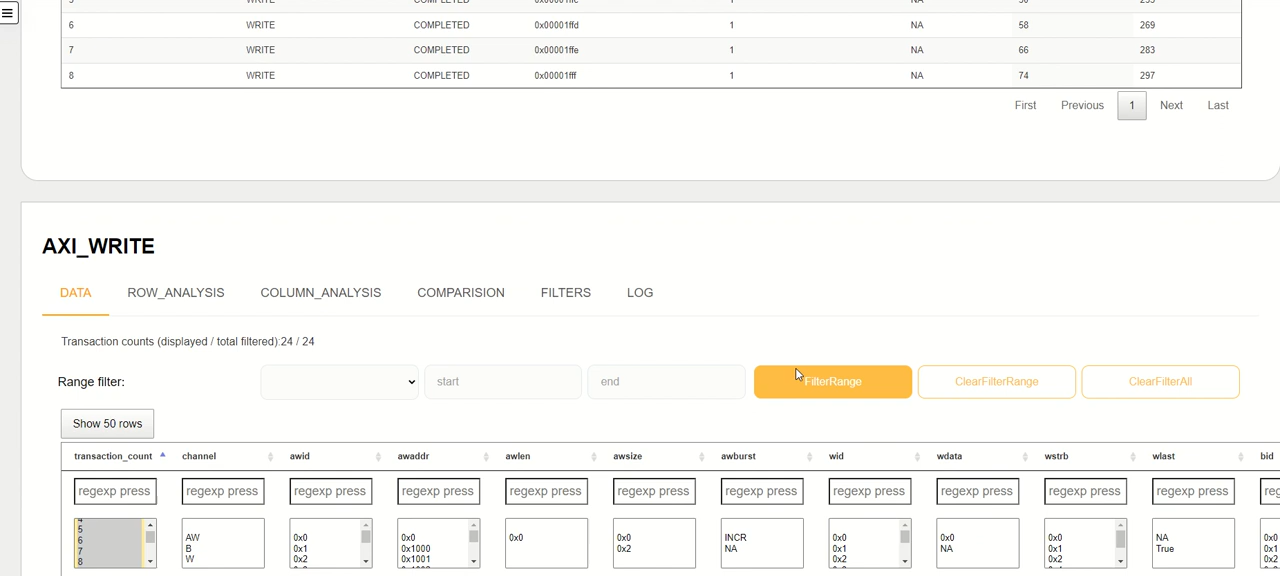 6 WRITE COMPLETED 0x00001ffd 1 NA 58 269
7 WRITE COMPLETED 0x00001ffe 1 NA 66 283
8 WRITE COMPLETED 0x00001fff 1 NA 74 297
First Previous 1 Next Last
AXI_WRITE
DATA ROW_ANALYSIS COLUMN_ANALYSIS COMPARISION FILTERS LOG
Transaction counts (displayed / total filtered):24 / 24
Range filter: start end FilterRange ClearFilterRange ClearFilterAll
Show 50 rows
transaction_count channel awid awaddr awlen awsize awburst wid wdata wstrb wlast bid
regexp press regexp press regexp press regexp press regexp press regexp press regexp press regexp press regexp press regexp press regexp press reg
5 AW 0x0 0x0 0x0 0x0 INCR 0x0 0x0 0x0 NA 0x0
6 B 0x1 0x1000 0x2 NA 0x1 NA 0x1 True 0x1
7 W 0x2 0x1001 0x2 0x2 0x2
8